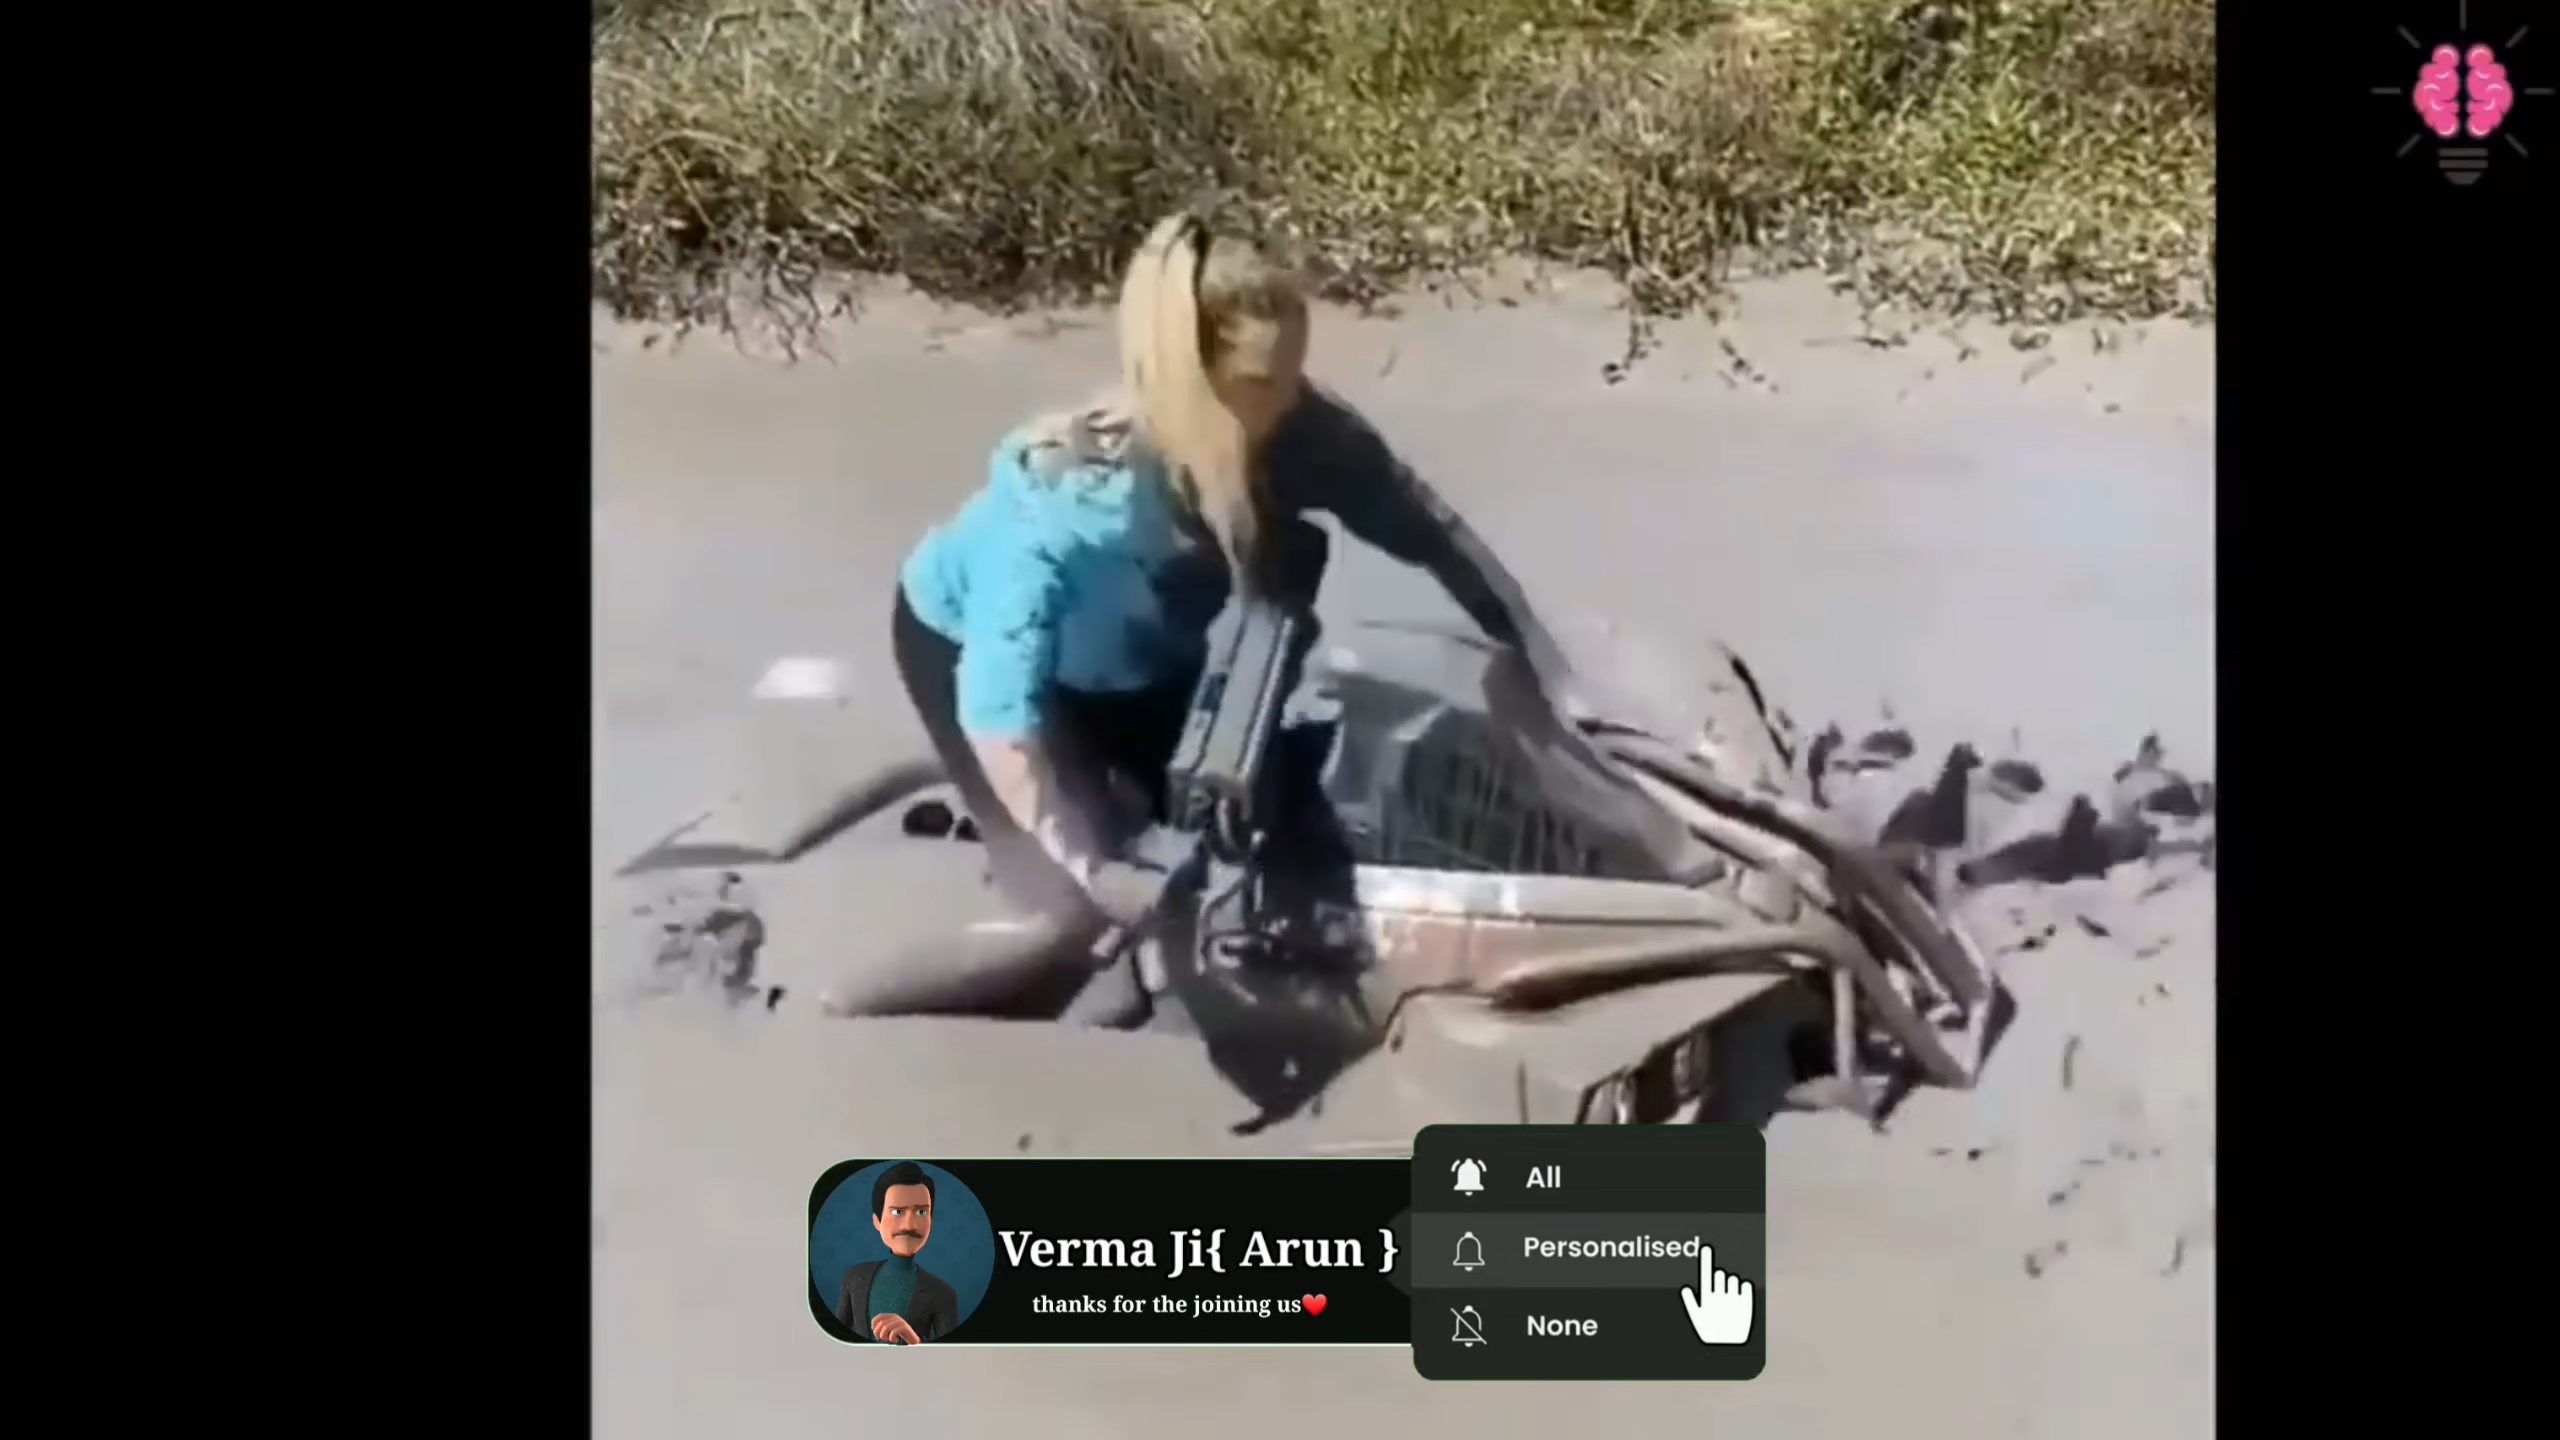 All
Verma Ji{ Arun }
Personalised
thanks for the joining us❤️
None